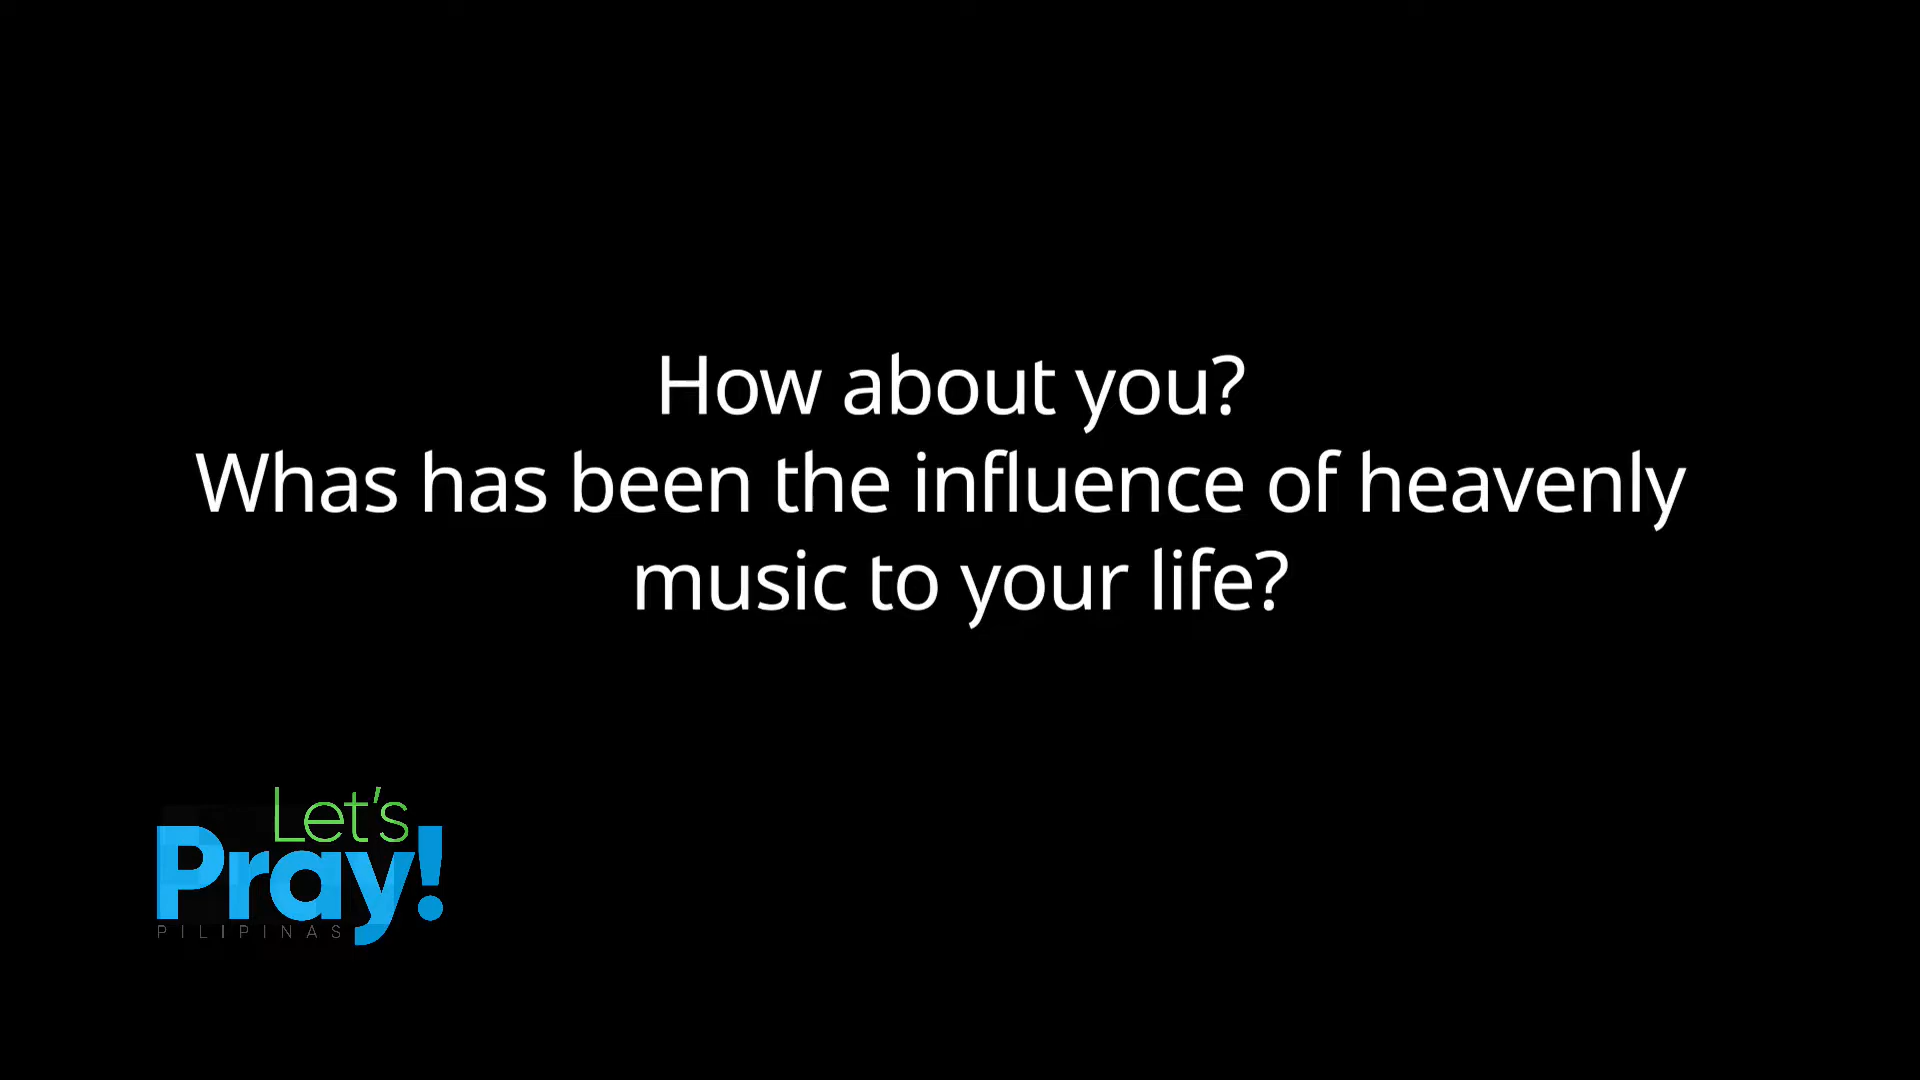 How about you?
Whas has been the influence of heavenly
music to your life?
Let's
Pray!
PILIPINAS